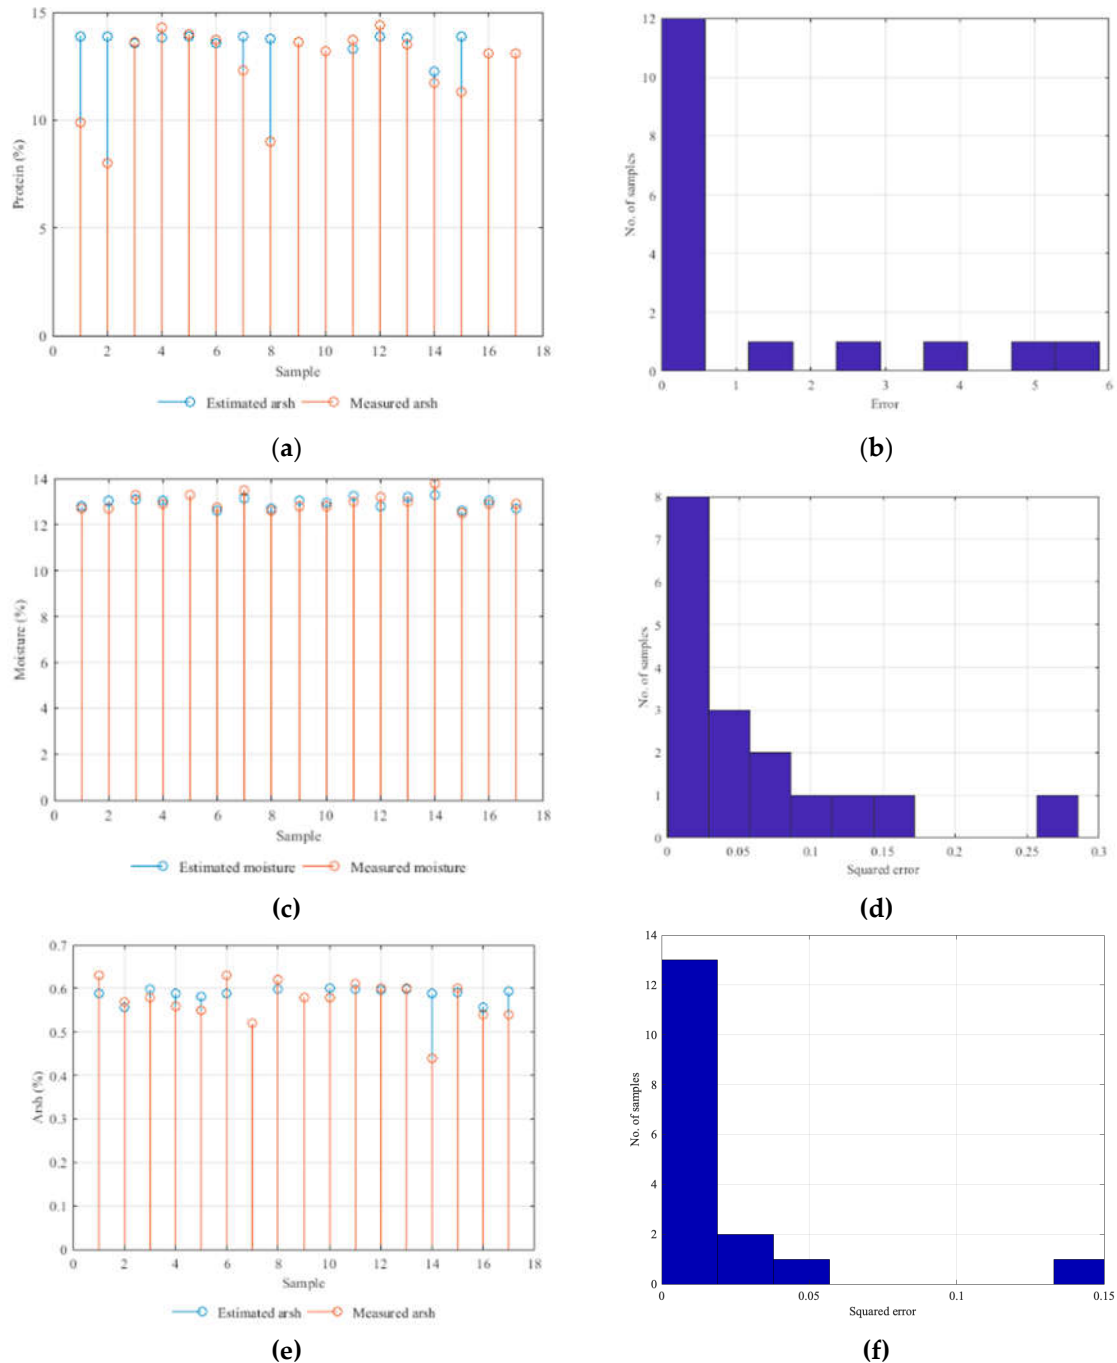 15
10
5
0
Protein (%)
0 2 4 6 8 10 12 14 16 18
Sample
Estimated arsh Measured arsh
(a)
12
10
8
6
4
2
0
No. of samples
0 1 2 3 4 5 6
Error
(b)
14
12
10
8
6
4
2
0
Moisture (%)
0 2 4 6 8 10 12 14 16 18
Sample
Estimated moisture Measured moisture
(c)
8
7
6
5
4
3
2
1
0
No. of samples
0 0.05 0.1 0.15 0.2 0.25 0.3
Squared error
(d)
0.7
0.6
0.5
0.4
0.3
0.2
0.1
0
Arsh (%)
0 2 4 6 8 10 12 14 16 18
Sample
Estimated arsh Measured arsh
(e)
14
12
10
8
6
4
2
0
No. of samples
0 0.05 0.1 0.15
Squared error
(f)